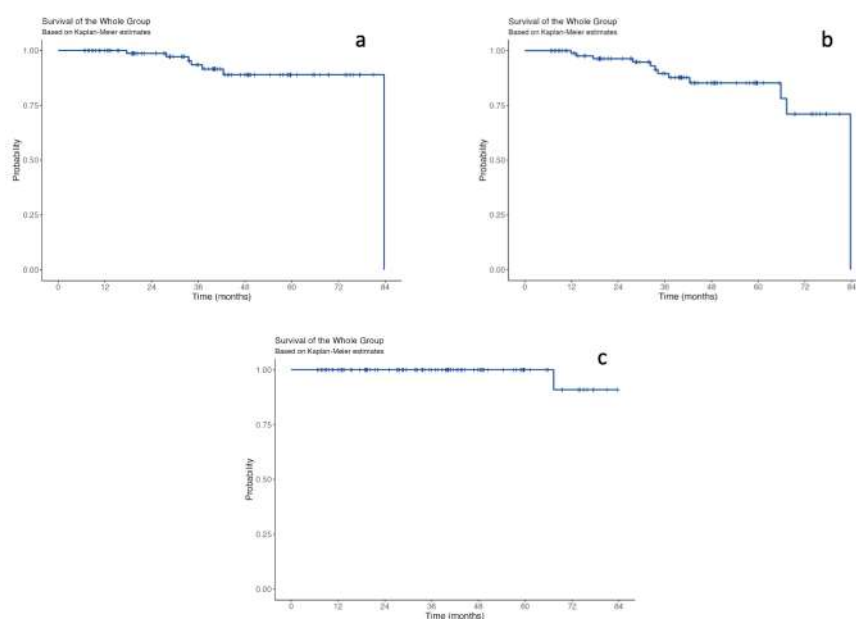 Survival of the Whole Group
Based on Kaplan-Meier estimates
a
1.00
0.75
0.50
0.25
0.00
Probability
0 12 24 36 48 60 72 84
Time (months)
Survival of the Whole Group
Based on Kaplan-Meier estimates
b
1.00
0.75
0.50
0.25
0.00
Probability
0 12 24 36 48 60 72 84
Time (months)
Survival of the Whole Group
Based on Kaplan-Meier estimates
c
1.00
0.75
0.50
0.25
0.00
Probability
0 12 24 36 48 60 72 84
Time (months)